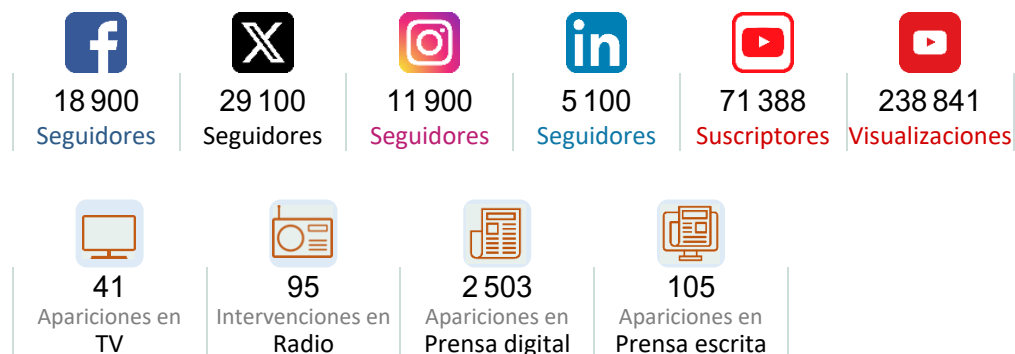 18 900 29 100 11 900 5 100 71 388 238 841
Seguidores Seguidores Seguidores Seguidores Suscriptores Visualizaciones
41 95 2 503 105
Apariciones en Intervenciones en Apariciones en Apariciones en
TV Radio Prensa digital Prensa escrita